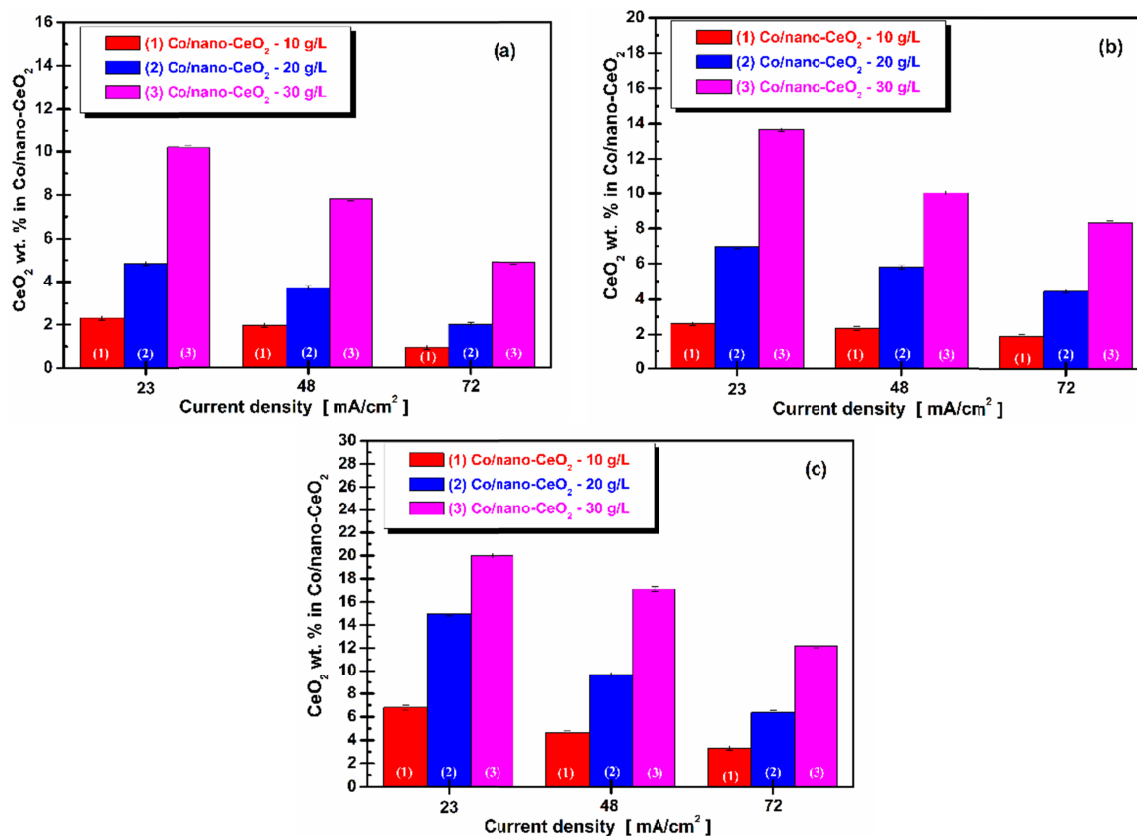 (a)
(1) Co/nano-CeO₂ - 10 g/L
(2) Co/nano-CeO₂ - 20 g/L
(3) Co/nano-CeO₂ - 30 g/L
CeO₂ wt. % in Co/nano-CeO₂
16
14
12
10
8
6
4
2
0
(1) (2) (3) (1) (2) (3) (1) (2) (3)
23 48 72
Current density [ mA/cm² ]
(b)
(1) Co/nanc-CeO₂ - 10 g/L
(2) Co/nanc-CeO₂ - 20 g/L
(3) Co/nanc-CeO₂ - 30 g/L
CeO₂ wt. % in Co/nano-CeO₂
20
18
16
14
12
10
8
6
4
2
0
(1) (2) (3) (1) (2) (3) (1) (2) (3)
23 48 72
Current density [ mA/cm² ]
(c)
(1) Co/nano-CeO₂ - 10 g/L
(2) Co/nano-CeO₂ - 20 g/L
(3) Co/nano-CeO₂ - 30 g/L
CeO₂ wt. % in Co/nano-CeO₂
30
28
26
24
22
20
18
16
14
12
10
8
6
4
2
0
(1) (2) (3) (1) (2) (3) (1) (2) (3)
23 48 72
Current density [ mA/cm² ]